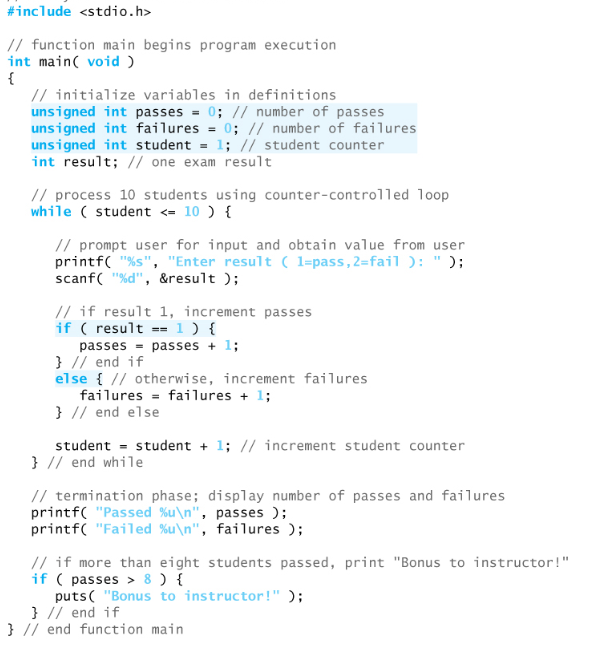 #include <stdio.h>
// function main begins program execution
int main( void )
{
// initialize variables in definitions
unsigned int passes = 0; // number of passes
unsigned int failures = 0; // number of failures
unsigned int student = 1; // student counter
int result; // one exam result
// process 10 students using counter-controlled loop
while ( student <= 10 ) {
// prompt user for input and obtain value from user
printf( "%s", "Enter result ( 1=pass,2=fail ): " );
scanf( "%d", &result );
// if result 1, increment passes
if ( result == 1 ) {
passes = passes + 1;
} // end if
else { // otherwise, increment failures
failures = failures + 1;
} // end else
student = student + 1; // increment student counter
} // end while
// termination phase; display number of passes and failures
printf( "Passed %u\n", passes );
printf( "Failed %u\n", failures );
// if more than eight students passed, print "Bonus to instructor!"
if ( passes > 8 ) {
puts( "Bonus to instructor!" );
} // end if
} // end function main